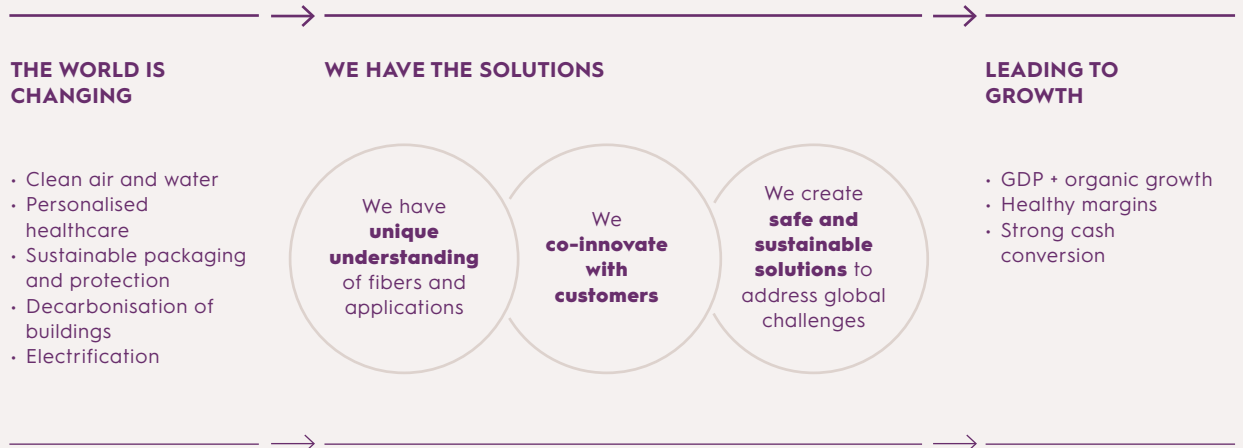 THE WORLD IS
CHANGING
• Clean air and water
• Personalised
healthcare
• Sustainable packaging
and protection
• Decarbonisation of
buildings
• Electrification
WE HAVE THE SOLUTIONS
We have
unique
understanding
of fibers and
applications
We
co-innovate
with
customers
We create
safe and
sustainable
solutions to
address global
challenges
LEADING TO
GROWTH
• GDP + organic growth
• Healthy margins
• Strong cash
conversion